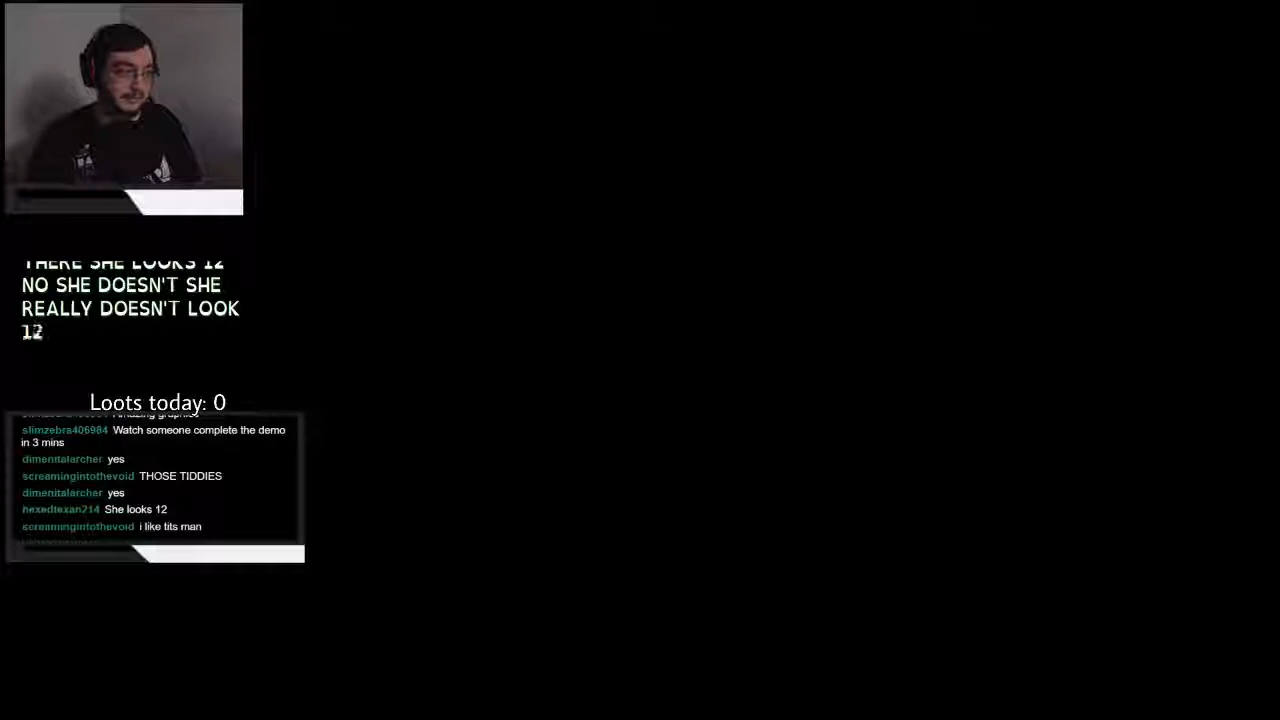 THERE SHE LOOKS 12
NO SHE DOESN'T SHE
REALLY DOESN'T LOOK
12
Loots today: 0
Amazing graphics
slimzebra406984 Watch someone complete the demo
in 3 mins
dimenitalarcher yes
screamingintothevoid THOSE TIDDIES
dimenitalarcher yes
hexedtexan214 She looks 12
screamingintothevoid i like tits man